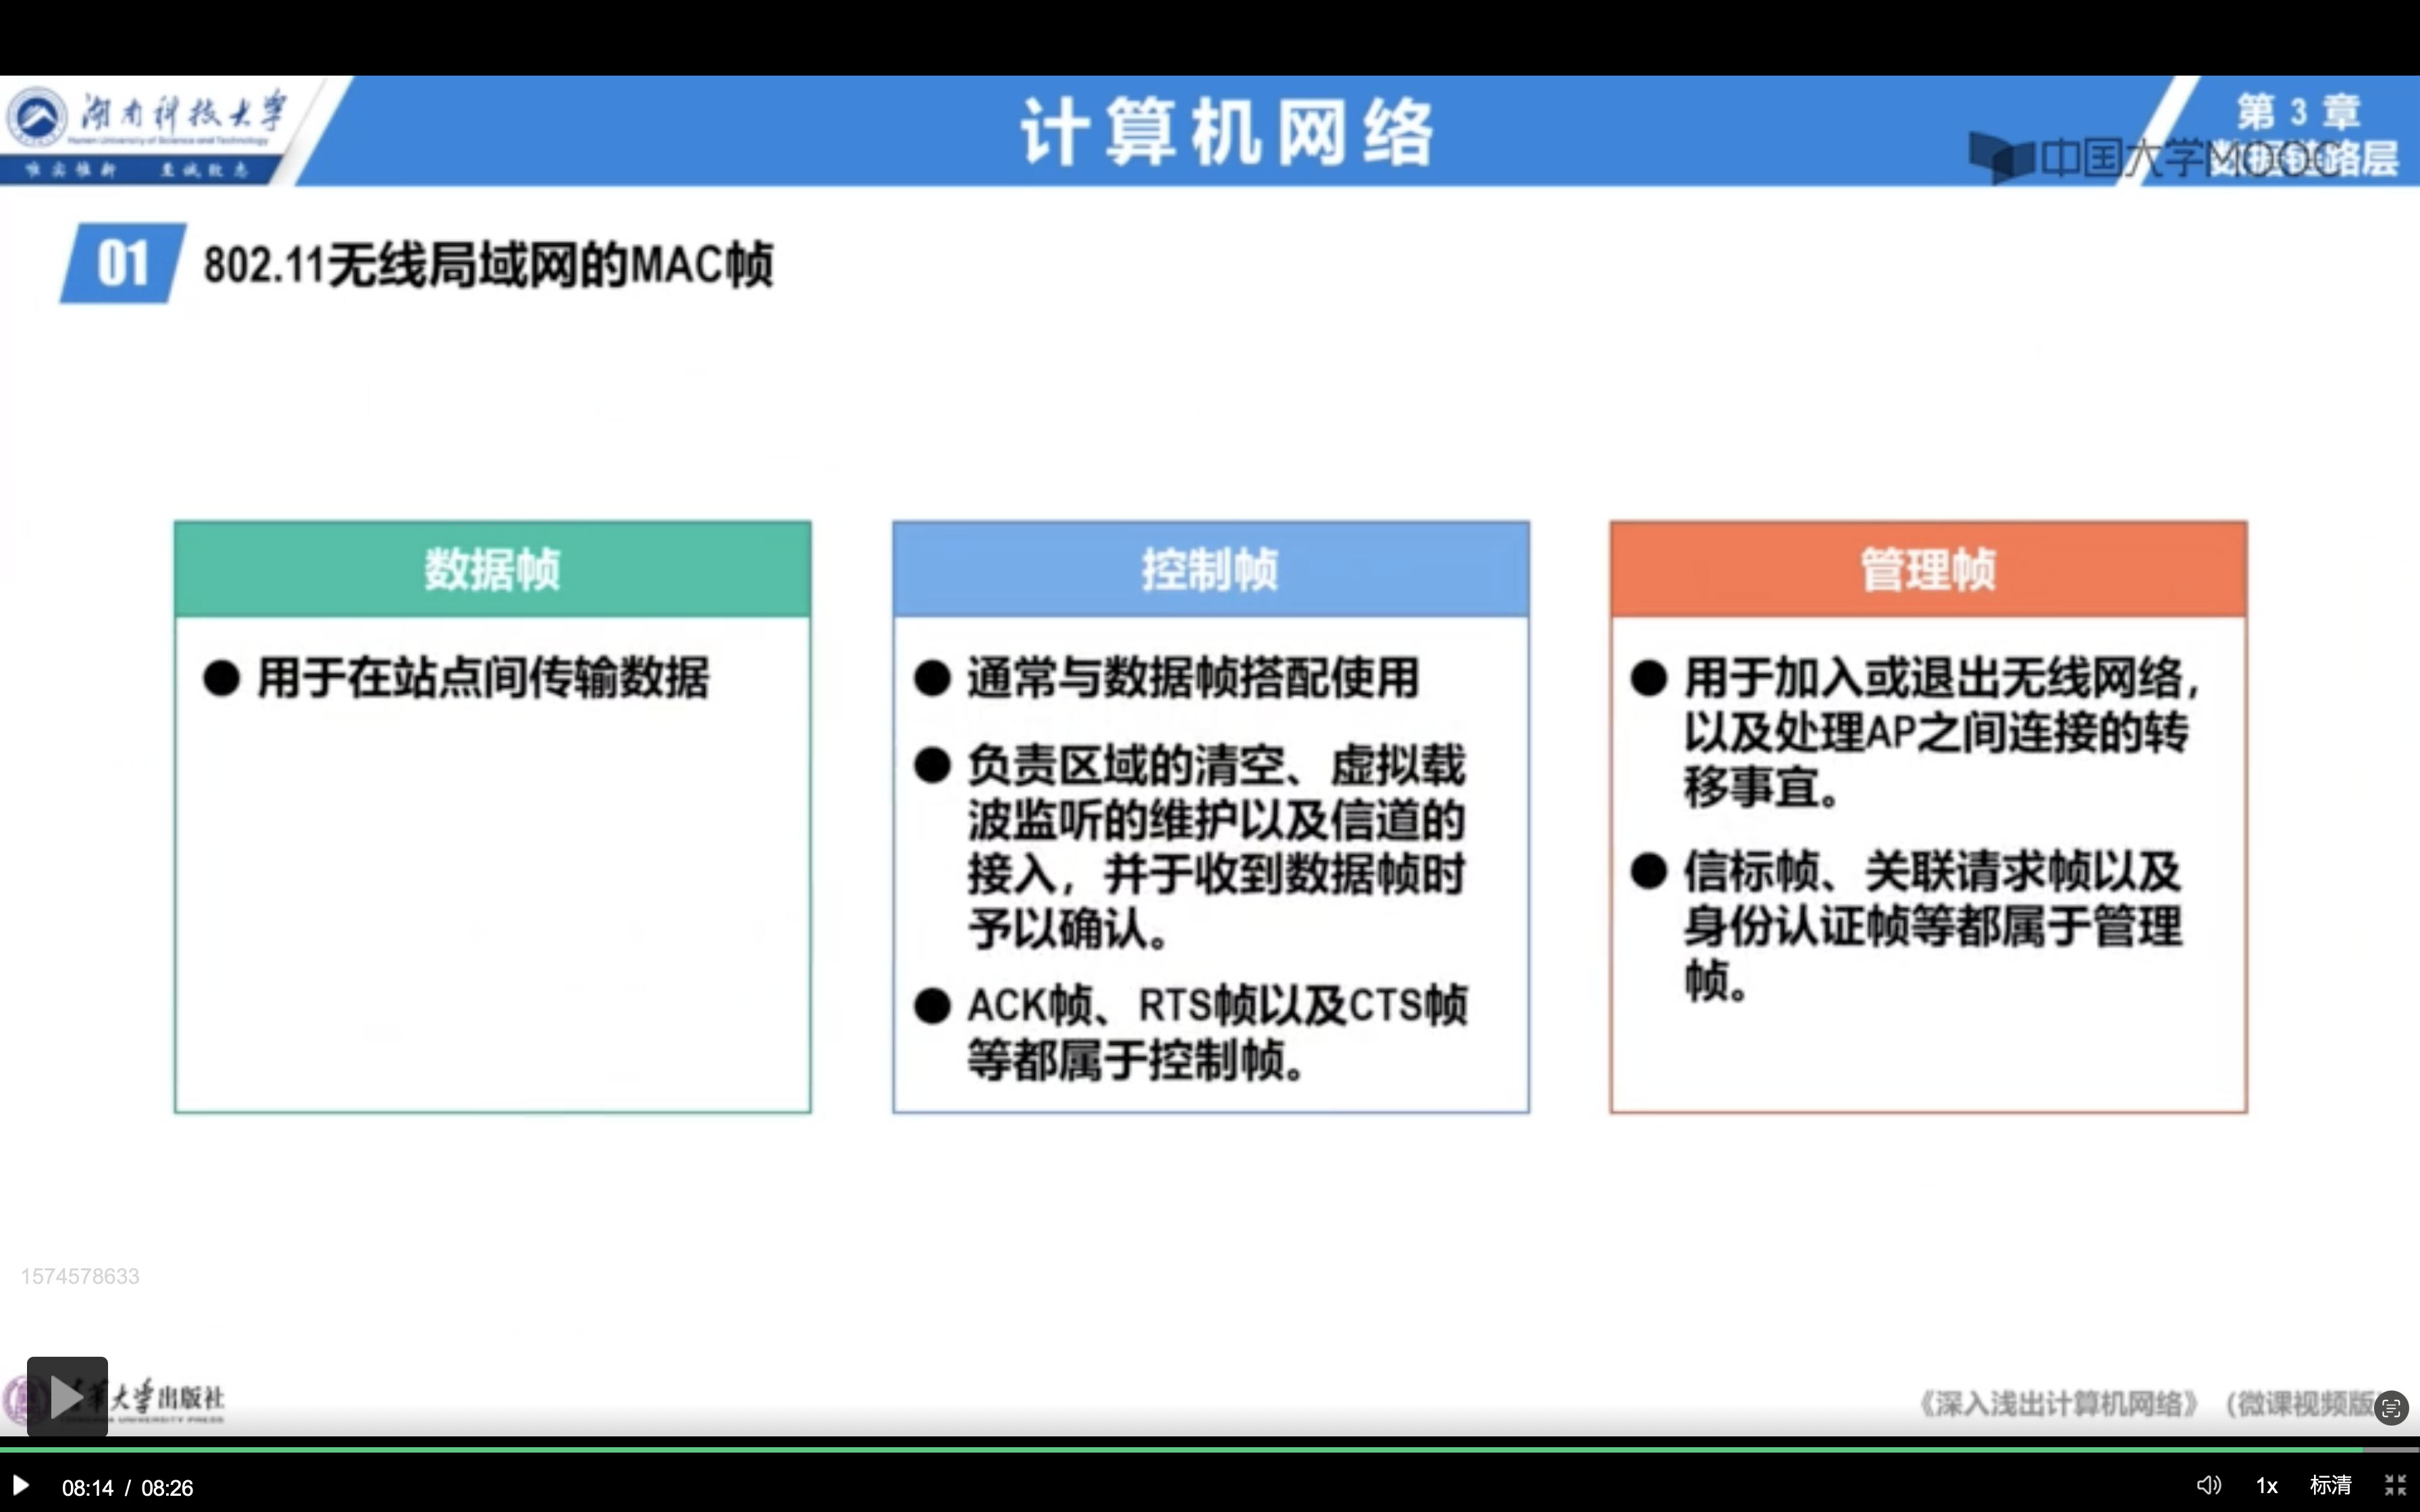 湖南科技大学
Hunan University of Science and Technology
唯实惟新 至诚致志
计算机网络
第 3 章
数据链路层
中国大学MOOC
01
802.11无线局域网的MAC帧
数据帧
● 用于在站点间传输数据
控制帧
● 通常与数据帧搭配使用
● 负责区域的清空、虚拟载
波监听的维护以及信道的
接入，并于收到数据帧时
予以确认。
● ACK帧、RTS帧以及CTS帧
等都属于控制帧。
管理帧
● 用于加入或退出无线网络，
以及处理AP之间连接的转
移事宜。
● 信标帧、关联请求帧以及
身份认证帧等都属于管理
帧。
1574578633
大学出版社
UNIVERSITY PRESS
《深入浅出计算机网络》（微课视频版
08:14 / 08:26
1x
标清